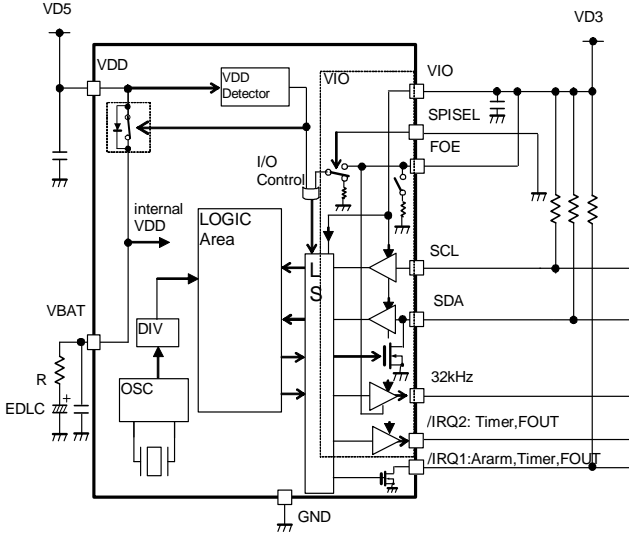 VD5
VD3
VDD
VDD
Detector
VIO
VIO
SPISEL
FOE
I/O
Control
internal
VDD
LOGIC
Area
L
S
SCL
SDA
VBAT
DIV
R
EDLC
+
OSC
32kHz
/IRQ2: Timer,FOUT
/IRQ1:Ararm,Timer,FOUT
GND